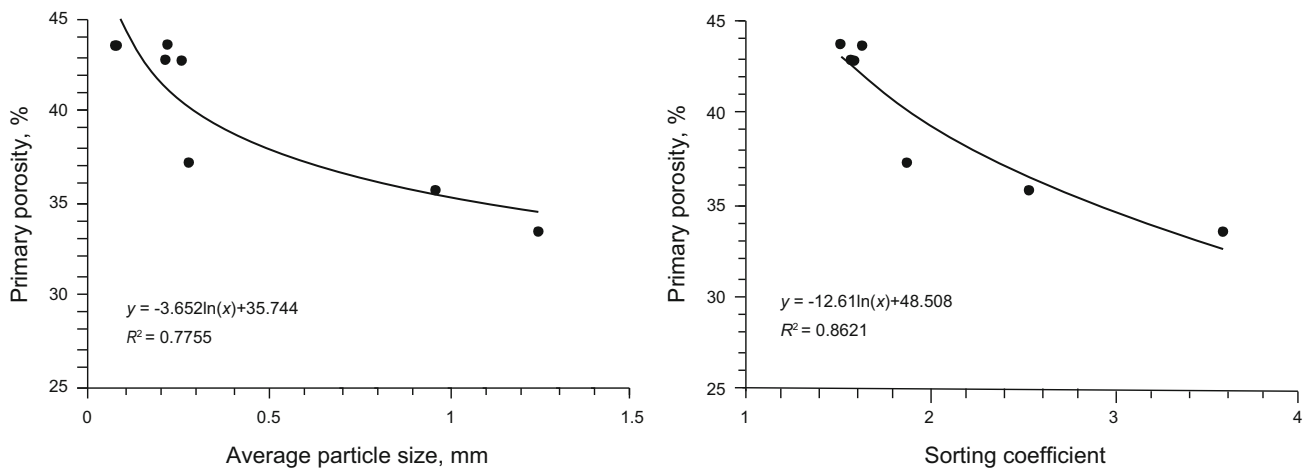 45
40
35
30
25
Primary porosity, %
y = -3.652ln(x)+35.744
R² = 0.7755
0
0.5
1
1.5
Average particle size, mm
45
40
35
30
25
Primary porosity, %
y = -12.61ln(x)+48.508
R² = 0.8621
1
2
3
4
Sorting coefficient